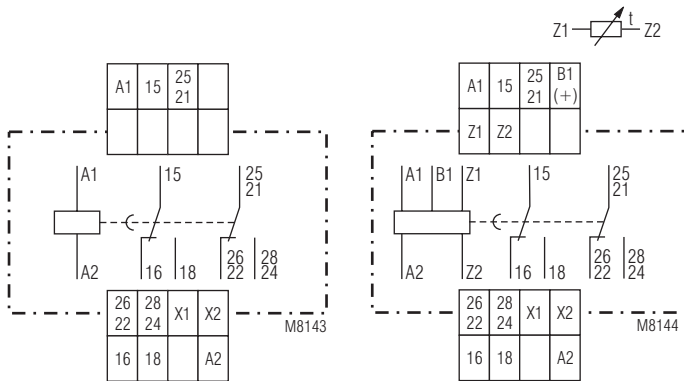 Z1 t Z2
A1 15 25 21
A1 15 25 21 B1 (+)
Z1 Z2
A1 15 25 21
A2 16 18 26 22 28 24
26 22 28 24 X1 X2
16 18 A2
M8143
A1 B1 Z1 15 25 21
A2 Z2 16 18 26 22 28 24
26 22 28 24 X1 X2
16 18 A2
M8144